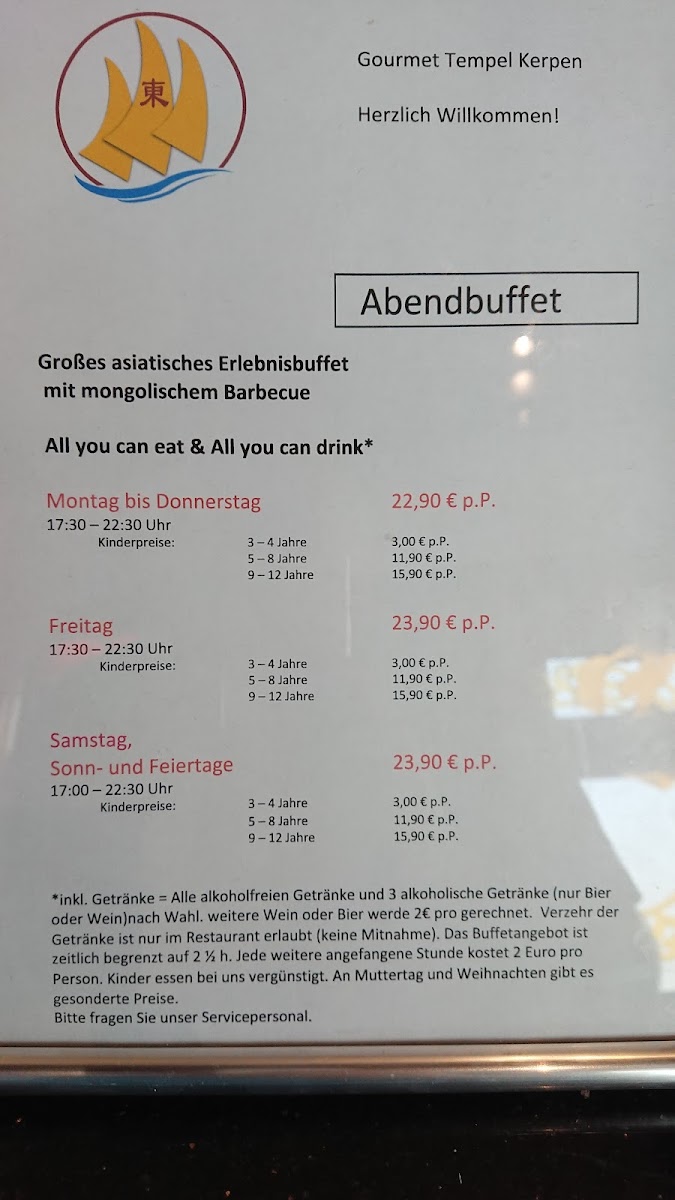 東
Gourmet Tempel Kerpen
Herzlich Willkommen!
Abendbuffet
Großes asiatisches Erlebnisbuffet
mit mongolischem Barbecue
All you can eat & All you can drink*
Montag bis Donnerstag 22,90 € p.P.
17:30 – 22:30 Uhr
Kinderpreise: 3 – 4 Jahre 3,00 € p.P.
5 – 8 Jahre 11,90 € p.P.
9 – 12 Jahre 15,90 € p.P.
Freitag 23,90 € p.P.
17:30 – 22:30 Uhr
Kinderpreise: 3 – 4 Jahre 3,00 € p.P.
5 – 8 Jahre 11,90 € p.P.
9 – 12 Jahre 15,90 € p.P.
Samstag,
Sonn- und Feiertage 23,90 € p.P.
17:00 – 22:30 Uhr
Kinderpreise: 3 – 4 Jahre 3,00 € p.P.
5 – 8 Jahre 11,90 € p.P.
9 – 12 Jahre 15,90 € p.P.
*inkl. Getränke = Alle alkoholfreien Getränke und 3 alkoholische Getränke (nur Bier
oder Wein)nach Wahl. weitere Wein oder Bier werde 2€ pro gerechnet. Verzehr der
Getränke ist nur im Restaurant erlaubt (keine Mitnahme). Das Buffetangebot ist
zeitlich begrenzt auf 2 ½ h. Jede weitere angefangene Stunde kostet 2 Euro pro
Person. Kinder essen bei uns vergünstigt. An Muttertag und Weihnachten gibt es
gesonderte Preise.
Bitte fragen Sie unser Servicepersonal.